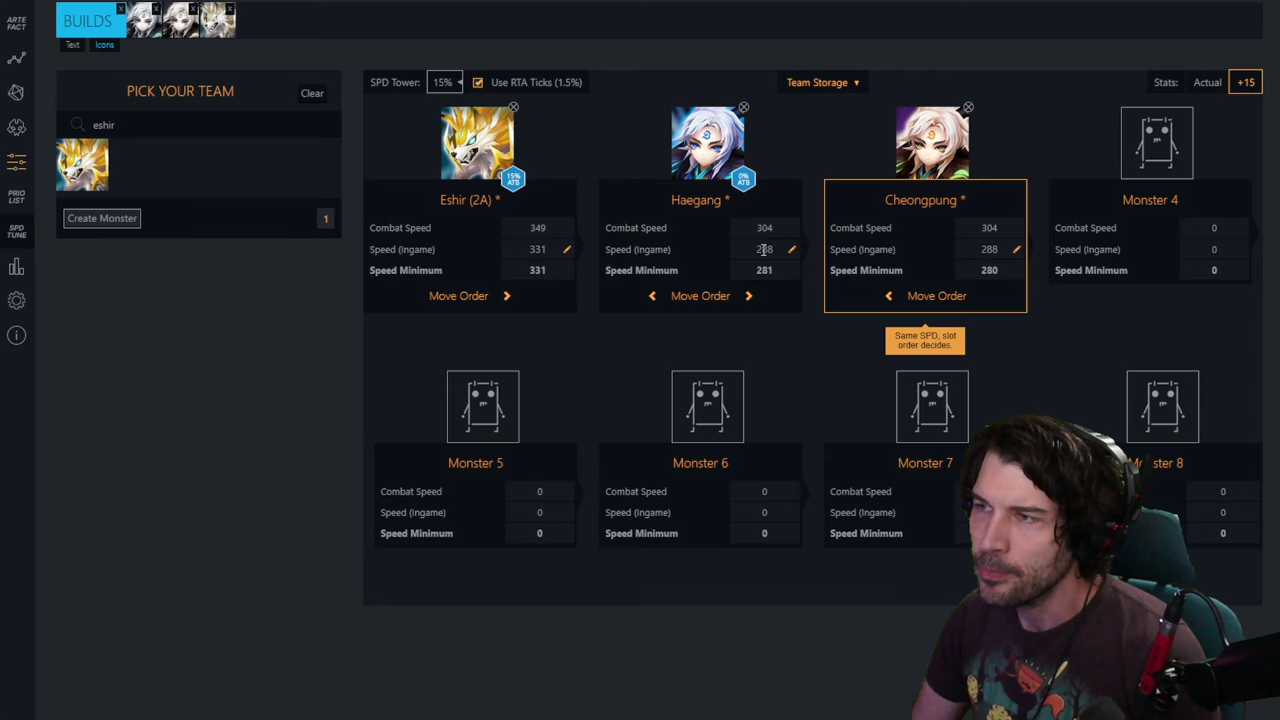 ARTE
FACT
BUILDS
x
x
x
x
Text
Icons
PICK YOUR TEAM
Clear
eshir
Create Monster
1
PRIO
LIST
SPD
TUNE
SPD Tower:
15%
Use RTA Ticks (1.5%)
Team Storage
Stats:
Actual
+15
15%
ATB
Eshir (2A) *
Combat Speed
349
Speed (Ingame)
331
Speed Minimum
331
Move Order
0%
ATB
Haegang *
Combat Speed
304
Speed (Ingame)
288
Speed Minimum
281
Move Order
Cheongpung *
Combat Speed
304
Speed (Ingame)
288
Speed Minimum
280
Move Order
Same SPD, slot
order decides.
Monster 4
Combat Speed
0
Speed (Ingame)
0
Speed Minimum
0
Monster 5
Combat Speed
0
Speed (Ingame)
0
Speed Minimum
0
Monster 6
Combat Speed
0
Speed (Ingame)
0
Speed Minimum
0
Monster 7
Combat Speed
Speed (Ingame)
Speed Minimum
ster 8
0
0
0